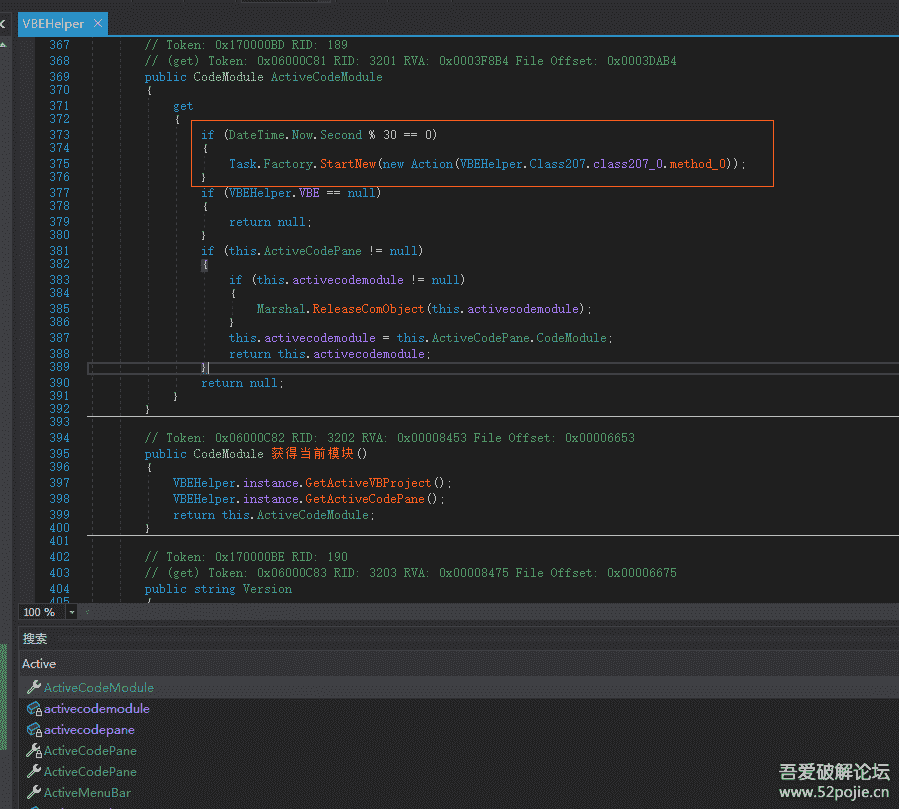 VBEHelper ×
367 // Token: 0x170000BD RID: 189
368 // (get) Token: 0x06000C81 RID: 3201 RVA: 0x0003F8B4 File Offset: 0x0003DAB4
369 public CodeModule ActiveCodeModule
370 {
371 get
372 {
373 if (DateTime.Now.Second % 30 == 0)
374 {
375 Task.Factory.StartNew(new Action(VBEHelper.Class207.class207_0.method_0));
376 }
377 if (VBEHelper.VBE == null)
378 {
379 return null;
380 }
381 if (this.ActiveCodePane != null)
382 {
383 if (this.activecodemodule != null)
384 {
385 Marshal.ReleaseComObject(this.activecodemodule);
386 }
387 this.activecodemodule = this.ActiveCodePane.CodeModule;
388 return this.activecodemodule;
389 }
390 return null;
391 }
392 }
393
394 // Token: 0x06000C82 RID: 3202 RVA: 0x00008453 File Offset: 0x00006653
395 public CodeModule 获得当前模块()
396 {
397 VBEHelper.instance.GetActiveVBProject();
398 VBEHelper.instance.GetActiveCodePane();
399 return this.ActiveCodeModule;
400 }
401
402 // Token: 0x170000BE RID: 190
403 // (get) Token: 0x06000C83 RID: 3203 RVA: 0x00008475 File Offset: 0x00006675
404 public string Version
405 {
100 %
搜索
Active
ActiveCodeModule
activecodemodule
activecodepane
ActiveCodePane
ActiveCodePane
ActiveMenuBar
吾爱破解论坛
www.52pojie.cn